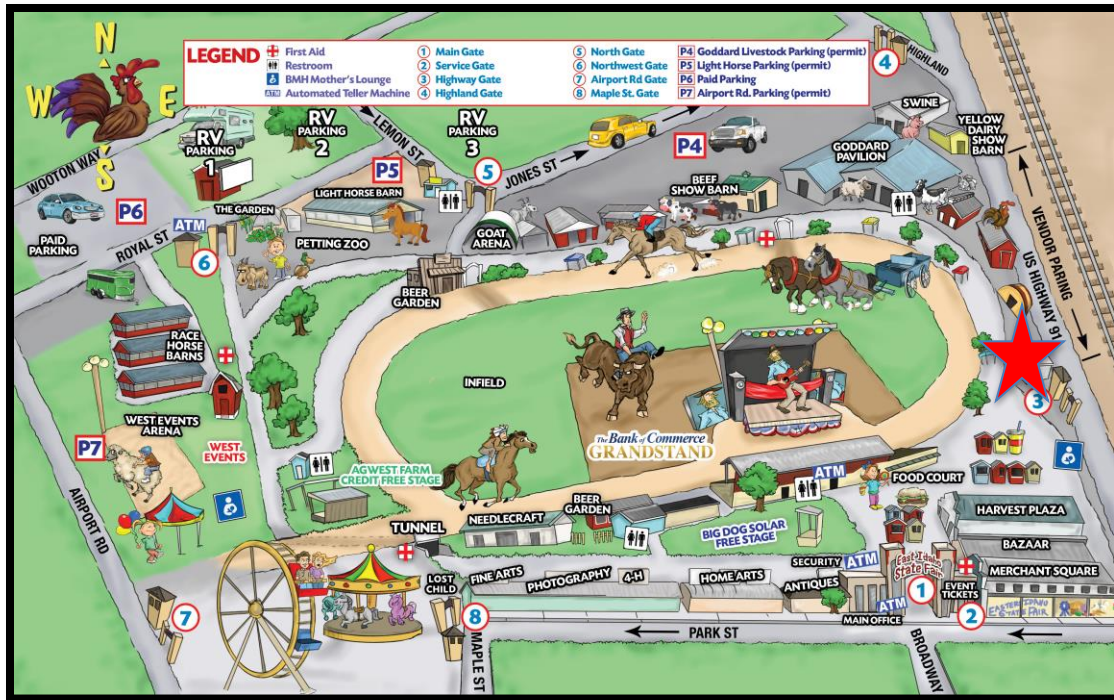 N
W
E
S
LEGEND
First Aid
Restroom
BMH Mother's Lounge
ATM Automated Teller Machine
1 Main Gate
2 Service Gate
3 Highway Gate
4 Highland Gate
5 North Gate
6 Northwest Gate
7 Airport Rd Gate
8 Maple St. Gate
P4 Goddard Livestock Parking (permit)
P5 Light Horse Parking (permit)
P6 Paid Parking
P7 Airport Rd. Parking (permit)
4
HIGHLAND
WOOTON WAY
RV
PARKING
1
RV
PARKING
2
LEMON ST
RV
PARKING
3
P4
SWINE
YELLOW
DAIRY
SHOW
BARN
GODDARD
PAVILION
P5
5
JONES ST
LIGHT HORSE BARN
BEEF
SHOW BARN
P6
PAID
PARKING
ROYAL ST
ATM
6
THE GARDEN
PETTING ZOO
GOAT
ARENA
VENDOR PARING
US HIGHWAY 91
BEER
GARDEN
RACE
HORSE
BARNS
INFIELD
3
WEST EVENTS
ARENA
P7
WEST
EVENTS
The Bank of Commerce
GRANDSTAND
AGWEST FARM
CREDIT FREE STAGE
ATM
FOOD COURT
AIRPORT RD
TUNNEL
NEEDLECRAFT
BEER
GARDEN
BIG DOG SOLAR
FREE STAGE
HARVEST PLAZA
BAZAAR
SECURITY
ATM
East Idaho
State Fair
LOST
CHILD
FINE ARTS
PHOTOGRAPHY
4-H
HOME ARTS
ANTIQUES
1
EVENT
TICKETS
MERCHANT SQUARE
EASTERN IDAHO
STATE FAIR
7
8
ATM
MAIN OFFICE
2
MAPLE ST
PARK ST
BROADWAY